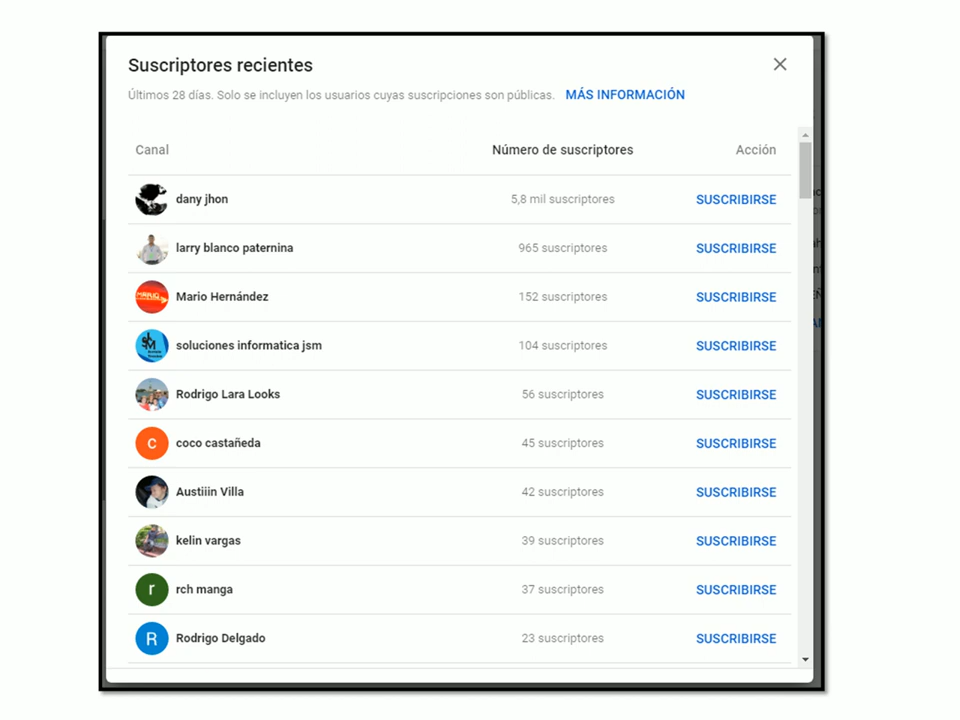 Suscriptores recientes
Últimos 28 días. Solo se incluyen los usuarios cuyas suscripciones son públicas. MÁS INFORMACIÓN
Canal Número de suscriptores Acción
dany jhon 5,8 mil suscriptores SUSCRIBIRSE
larry blanco paternina 965 suscriptores SUSCRIBIRSE
MARIO Mario Hernández 152 suscriptores SUSCRIBIRSE
soluciones informatica jsm 104 suscriptores SUSCRIBIRSE
Rodrigo Lara Looks 56 suscriptores SUSCRIBIRSE
c coco castañeda 45 suscriptores SUSCRIBIRSE
Austiiin Villa 42 suscriptores SUSCRIBIRSE
kelin vargas 39 suscriptores SUSCRIBIRSE
r rch manga 37 suscriptores SUSCRIBIRSE
R Rodrigo Delgado 23 suscriptores SUSCRIBIRSE